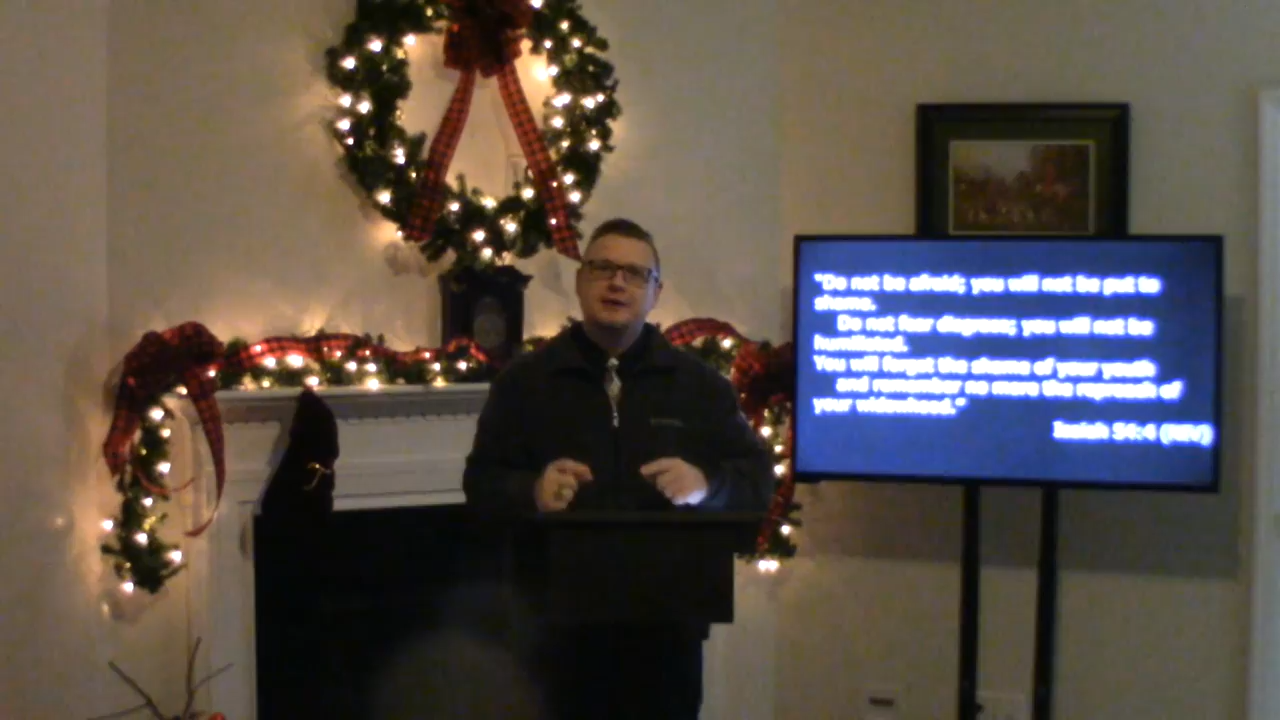 "Do not be afraid; you will not be put to
shame.
Do not fear disgrace; you will not be
humiliated.
You will forget the shame of your youth
and remember no more the reproach of
your widowhood."
Isaiah 54:4 (NIV)